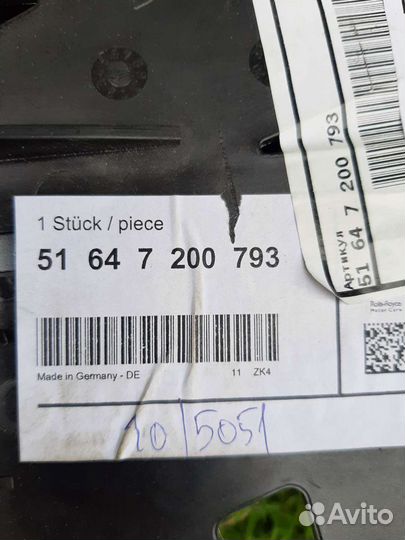 1 Stück / piece
51 64 7 200 793
Made in Germany - DE 11 ZK4
20/5051
Артикул
51 64 7 200 793
Rolls-Royce
Motor Cars
Avito